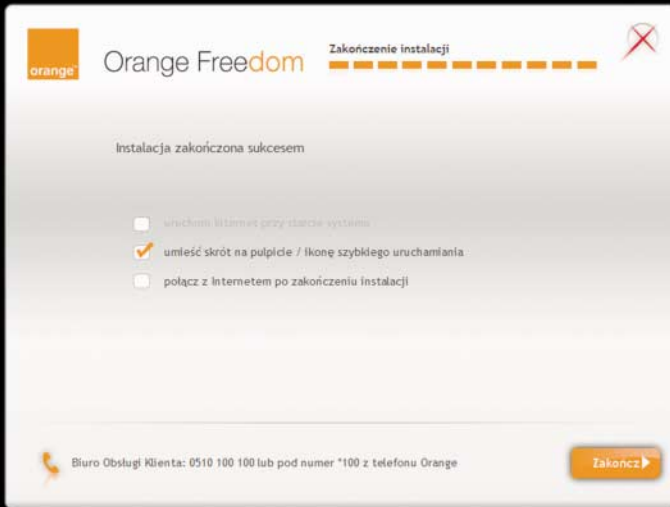 orange™
Orange Freedom
Zakończenie instalacji
Instalacja zakończona sukcesem
uruchom Internet przy starcie systemu
umieść skrót na pulpicie / ikonę szybkiego uruchamiania
połącz z Internetem po zakończeniu instalacji
Biuro Obsługi Klienta: 0510 100 100 lub pod numer *100 z telefonu Orange
Zakończ